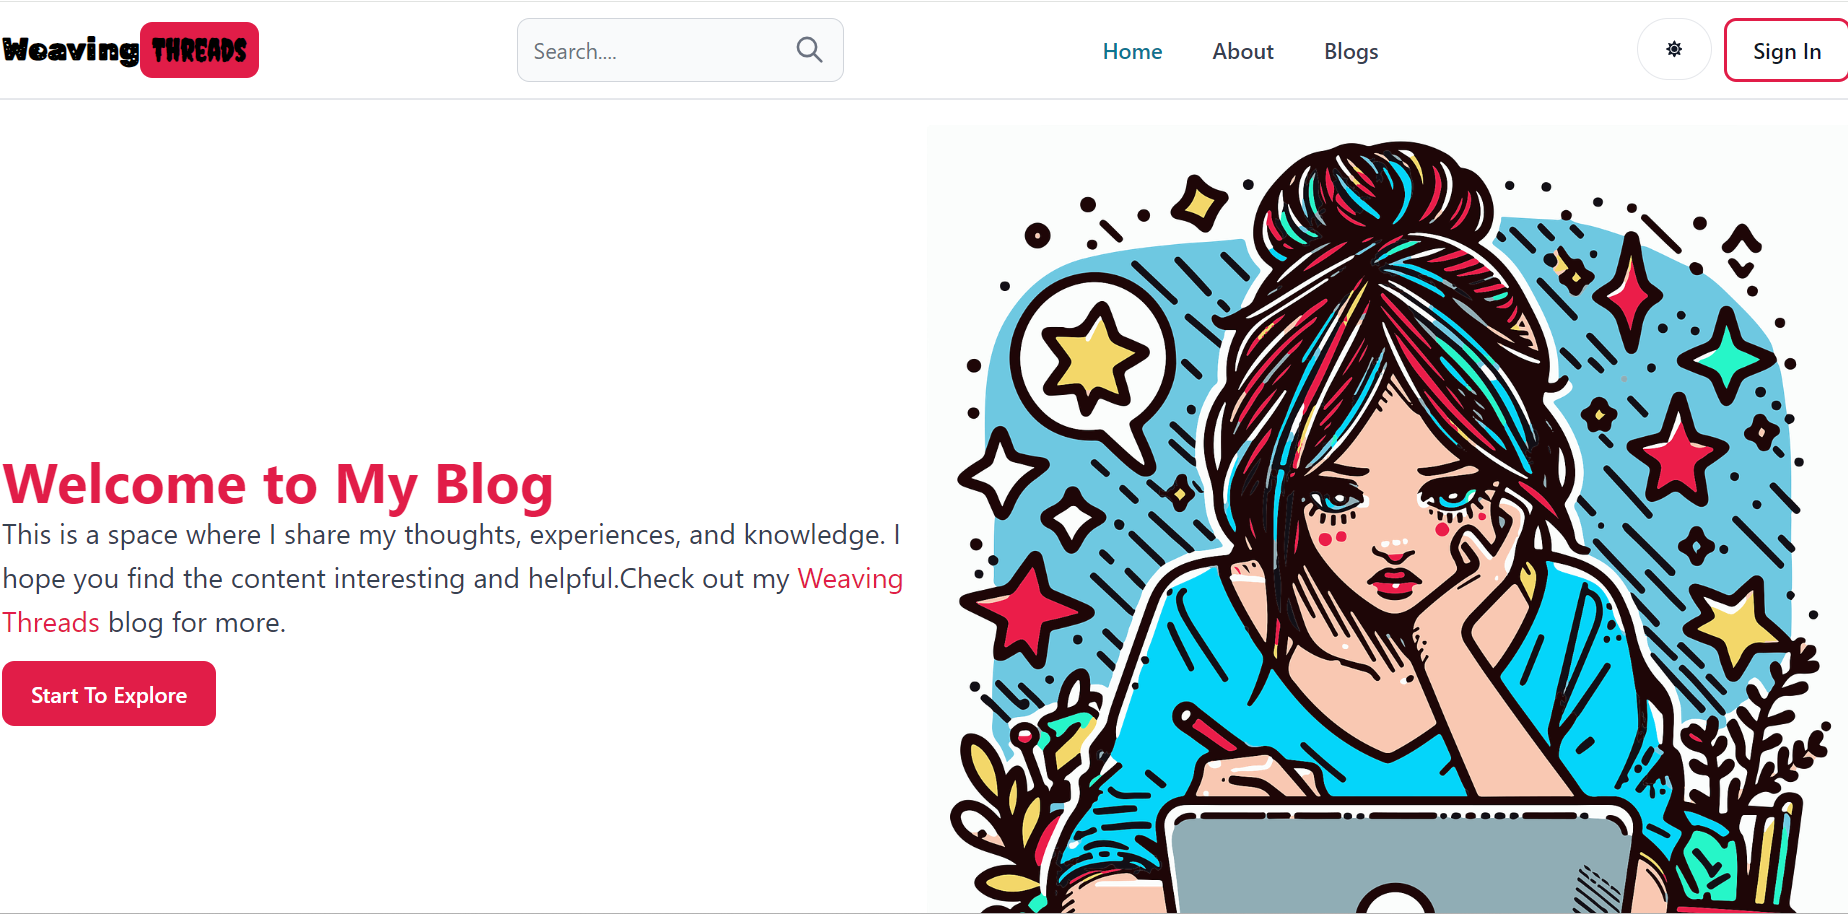 Weaving THREADS
Search....
Home About Blogs
Sign In
Welcome to My Blog
This is a space where I share my thoughts, experiences, and knowledge. I
hope you find the content interesting and helpful.Check out my Weaving
Threads blog for more.
Start To Explore